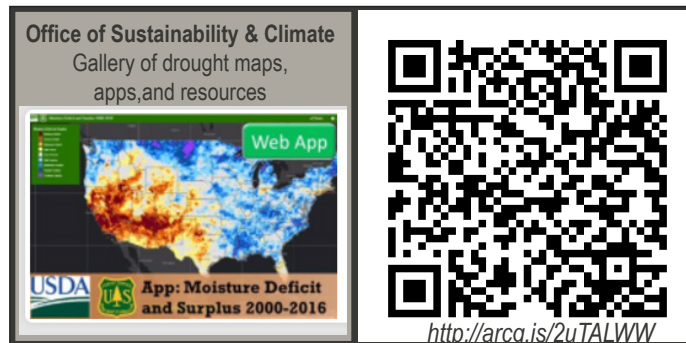 Office of Sustainability & Climate
Gallery of drought maps,
apps,and resources
Web App
USDA
UAS
App: Moisture Deficit
and Surplus 2000-2016
http://arcg.is/2uTALWW